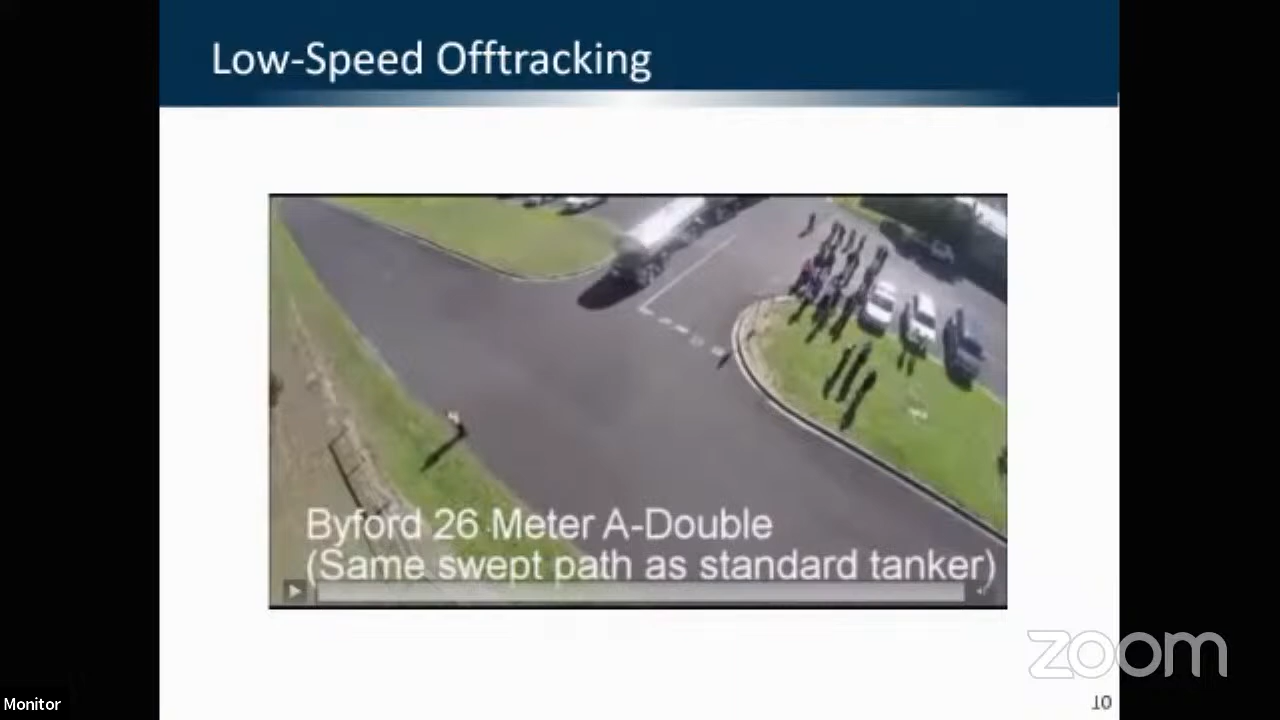 Low-Speed Offtracking
Byford 26 Meter A-Double
(Same swept path as standard tanker)
zoom
Monitor
10